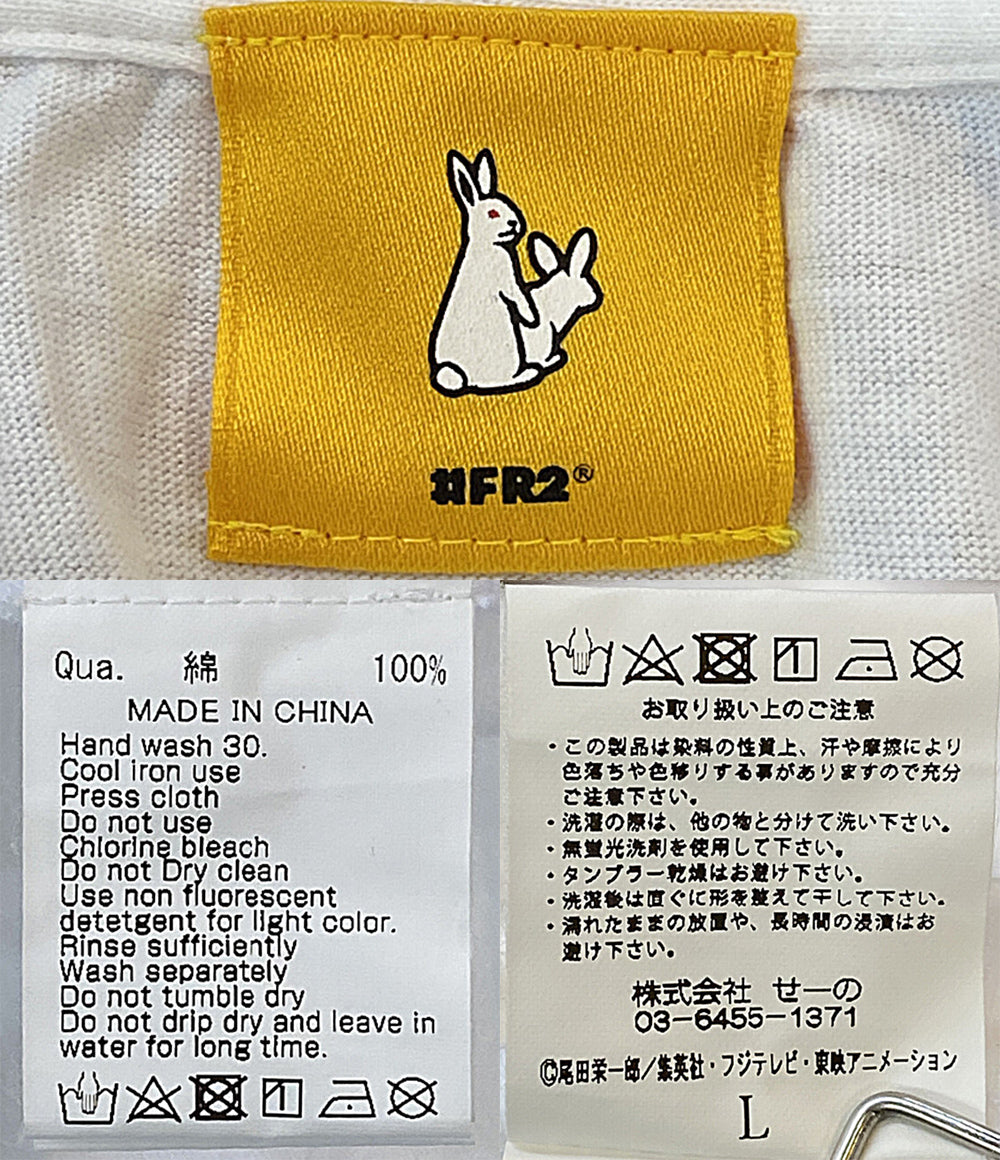 #FR2®
Qua. 綿 100%
MADE IN CHINA
Hand wash 30.
Cool iron use
Press cloth
Do not use
Chlorine bleach
Do not Dry clean
Use non fluorescent
detetgent for light color.
Rinse sufficiently
Wash separately
Do not tumble dry
Do not drip dry and leave in
water for long time.
お取り扱い上のご注意
・この製品は染料の性質上、汗や摩擦により
色落ちや色移りする事がありますので充分
ご注意下さい。
・洗濯の際は、他の物と分けて洗い下さい。
・無蛍光洗剤を使用して下さい。
・タンブラー乾燥はお避け下さい。
・洗濯後は直ぐに形を整えて干して下さい。
・濡れたままの放置や、長時間の浸漬はお
避け下さい。
株式会社 せーの
03-6455-1371
©尾田栄一郎/集英社・フジテレビ・東映アニメーション
L